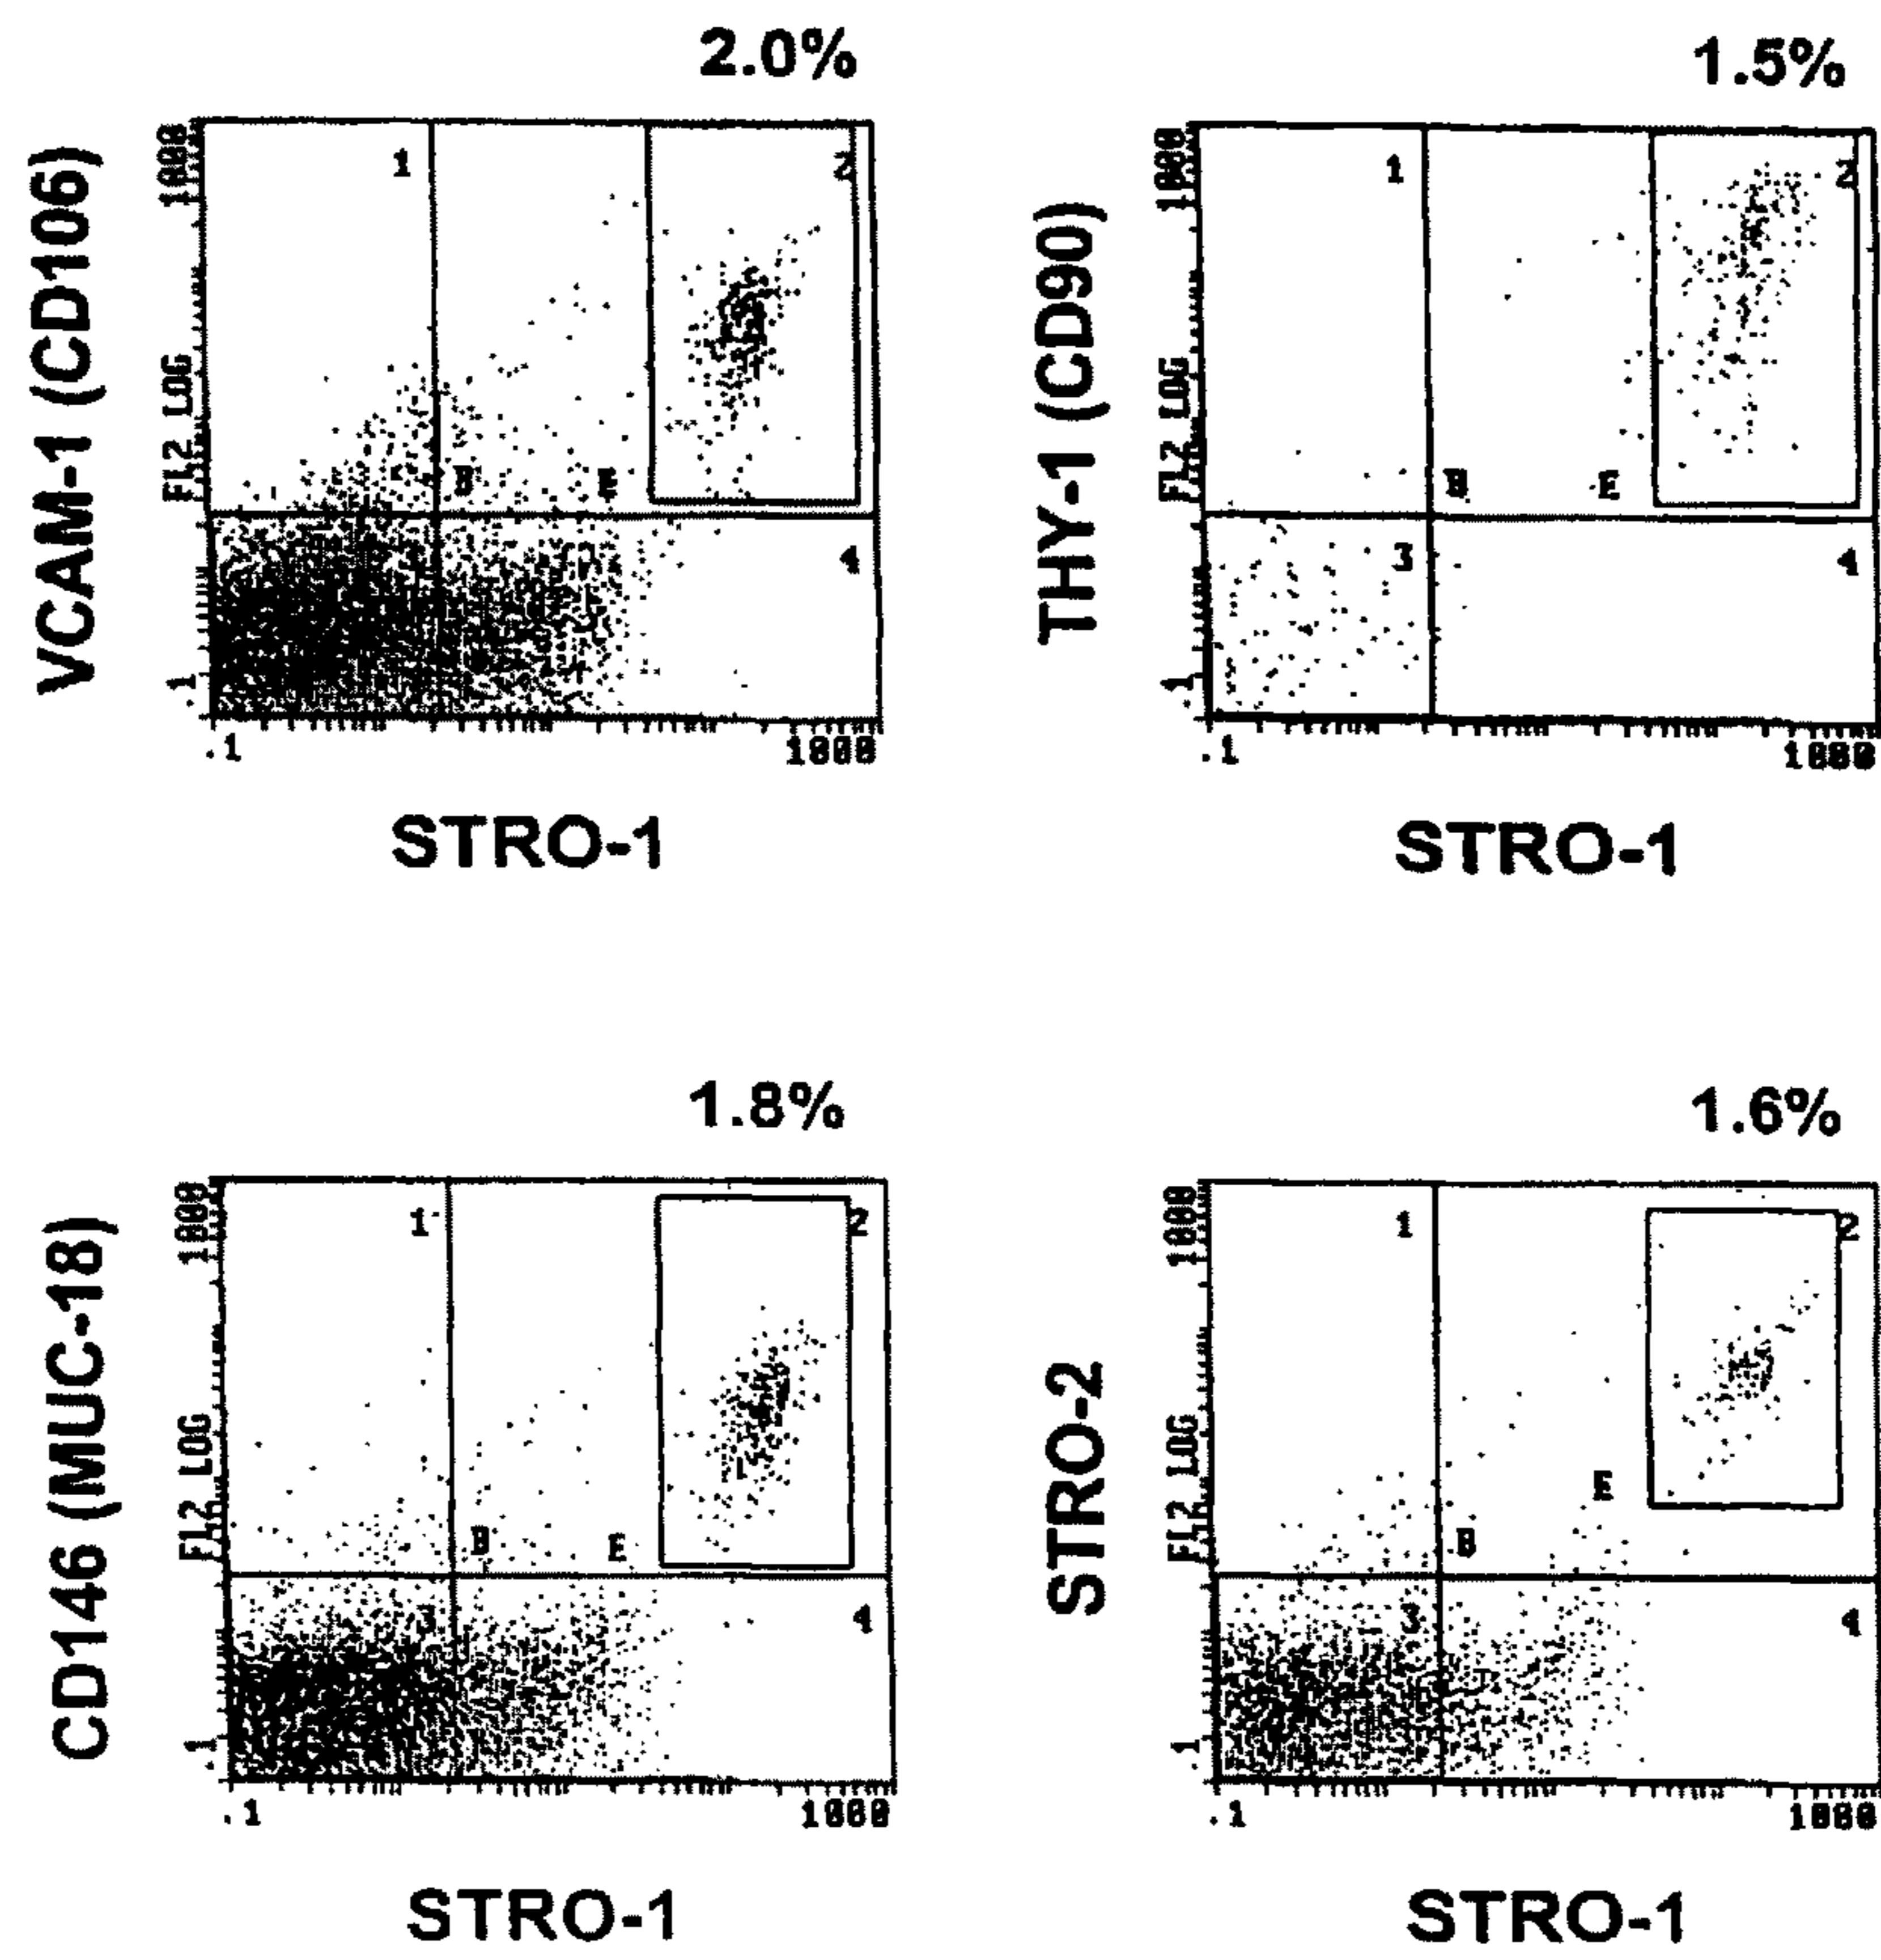 2.0%
VCAM-1 (CD106)
1000
FL2 LOG
.1
1
2
B
E
4
.1
1000
STRO-1
1.5%
THY-1 (CD90)
1000
FL2 LOG
.1
1
2
B
E
3
4
.1
1000
STRO-1
1.8%
CD146 (MUC-18)
1000
FL2 LOG
.1
1
2
B
E
3
4
.1
1000
STRO-1
1.6%
STRO-2
1000
FL2 LOG
.1
1
2
E
B
3
4
.1
1000
STRO-1